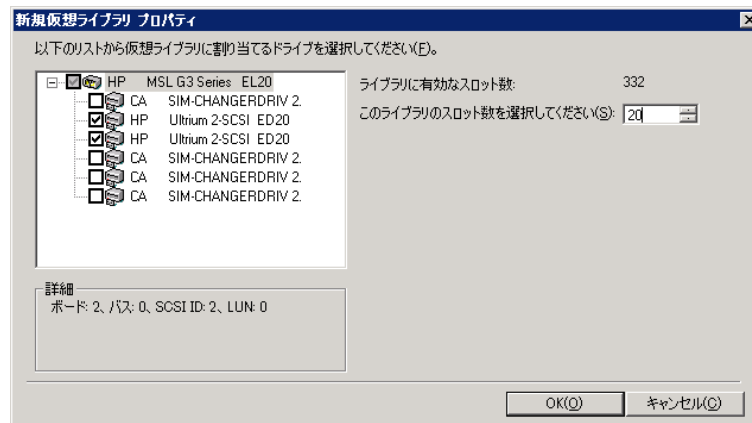 新規仮想ライブラリ プロパティ
以下のリストから仮想ライブラリに割り当てるドライブを選択してください(F)。
HP MSL G3 Series EL20
CA SIM-CHANGERDRIV 2.
HP Ultrium 2-SCSI ED20
HP Ultrium 2-SCSI ED20
CA SIM-CHANGERDRIV 2.
CA SIM-CHANGERDRIV 2.
CA SIM-CHANGERDRIV 2.
ライブラリに有効なスロット数: 332
このライブラリのスロット数を選択してください(S): 20
詳細
ボード: 2、バス: 0、SCSI ID: 2、LUN: 0
OK(O) キャンセル(C)